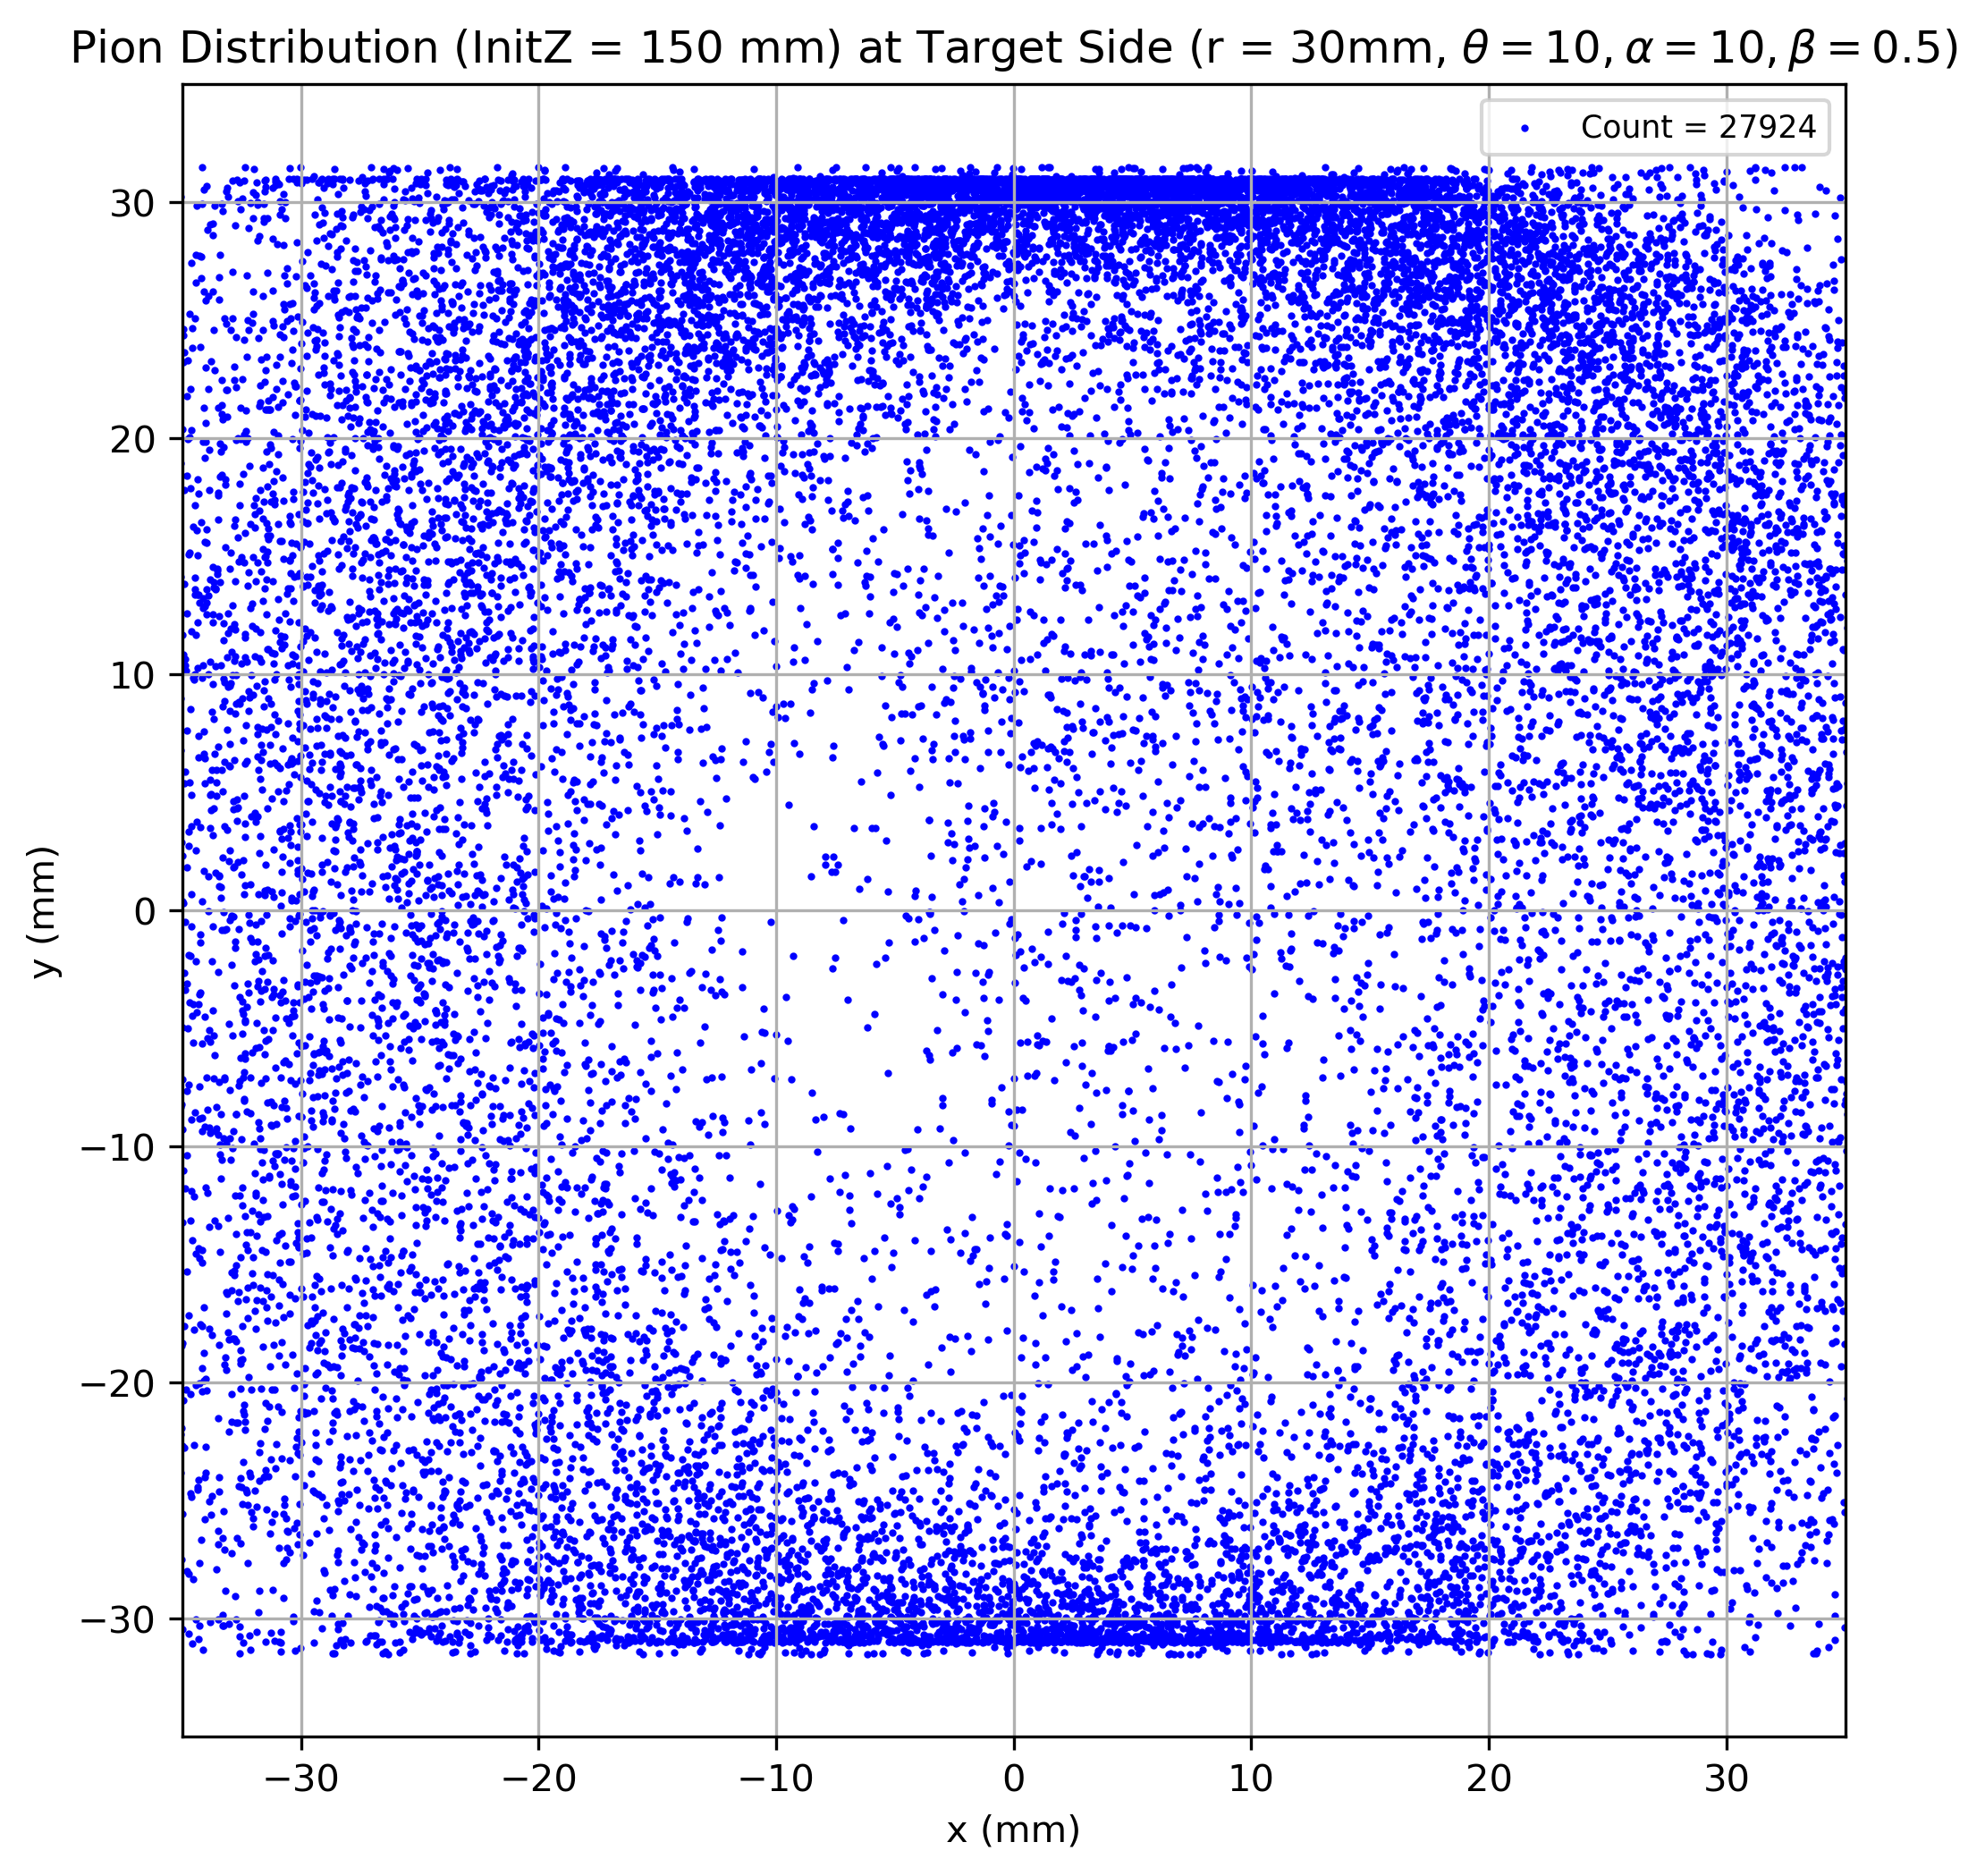 Pion Distribution (InitZ = 150 mm) at Target Side (r = 30mm, θ = 10, α = 10, β = 0.5)
Count = 27924
30
20
10
0
−10
−20
−30
y (mm)
−30 −20 −10 0 10 20 30
x (mm)